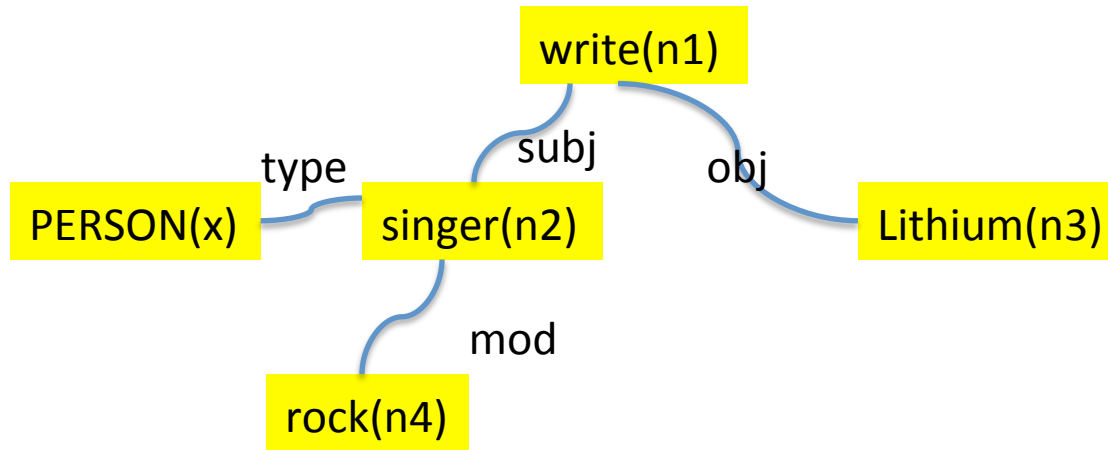 write(n1)
subj
obj
type
PERSON(x)
singer(n2)
Lithium(n3)
mod
rock(n4)